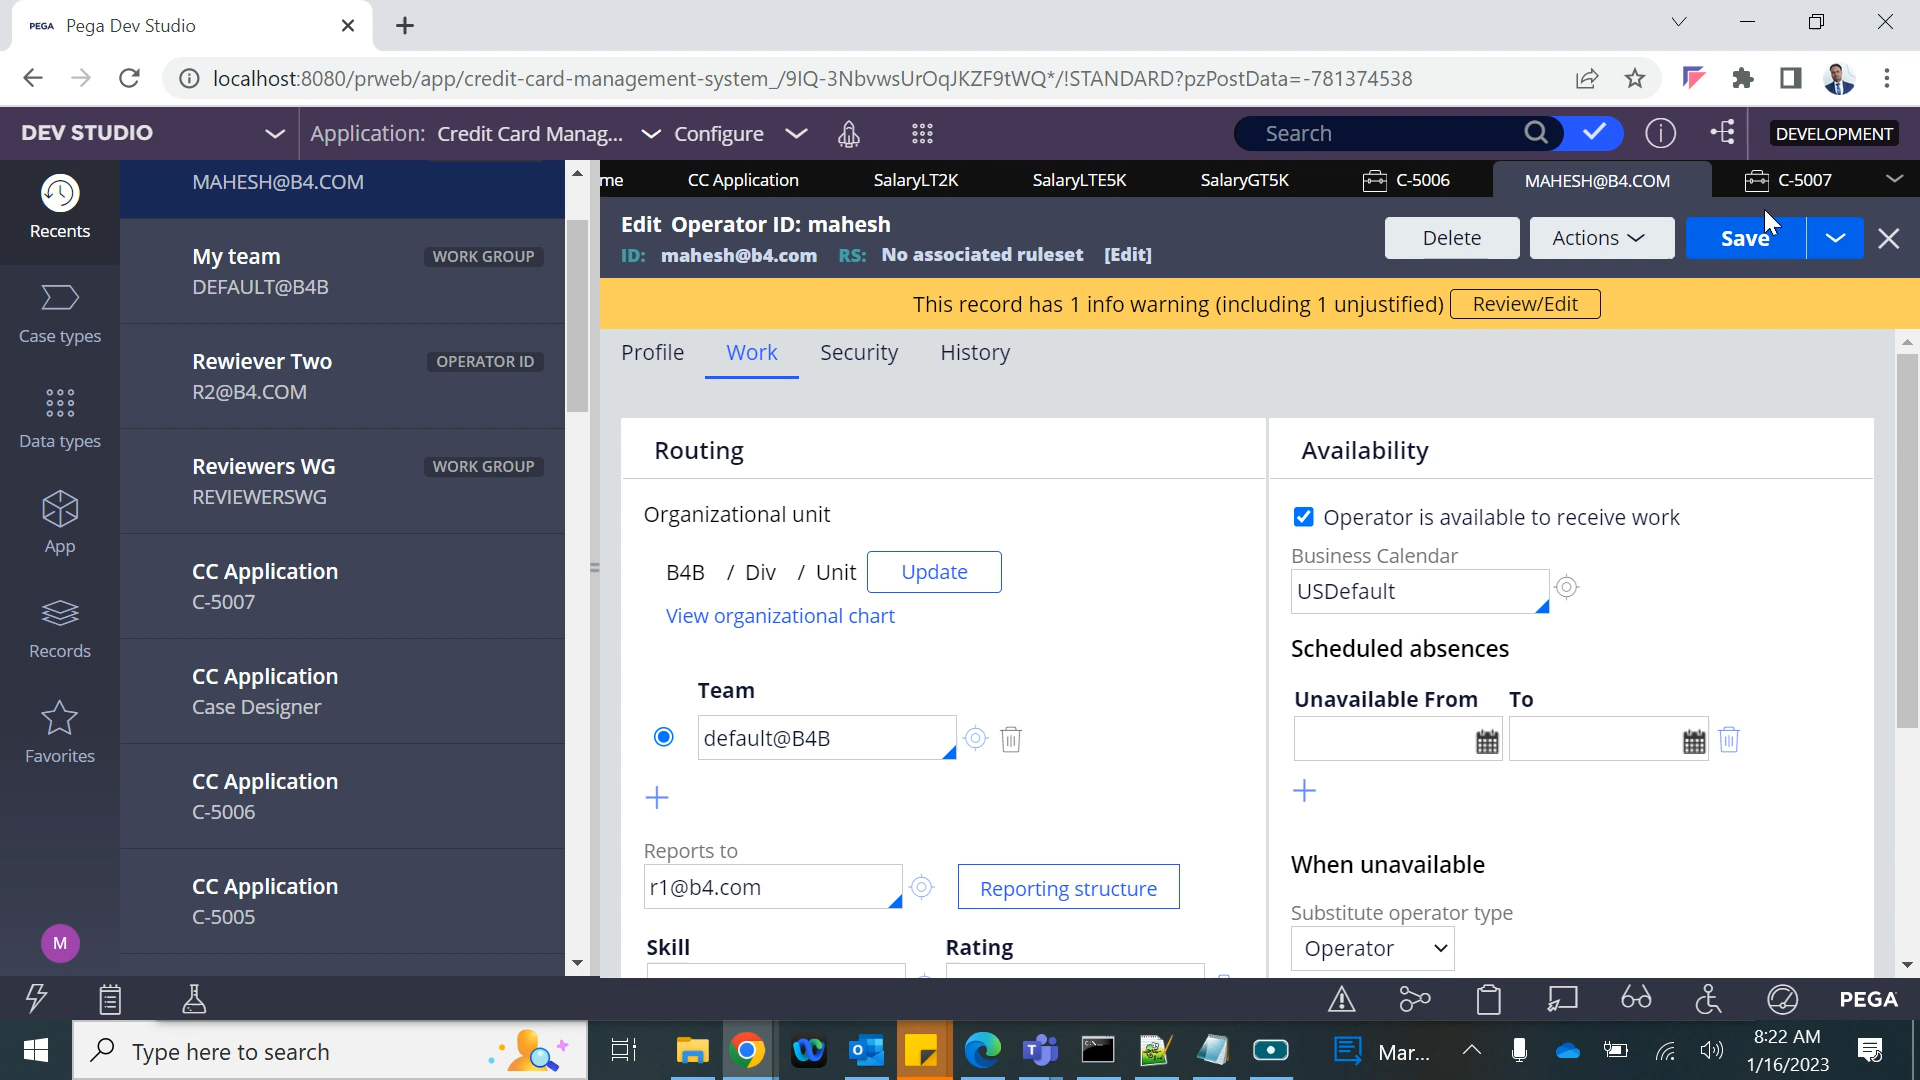 PEGA Pega Dev Studio
localhost:8080/prweb/app/credit-card-management-system_/9IQ-3NbvwsUrOqJKZF9tWQ*/!STANDARD?pzPostData=-781374538
DEV STUDIO Application: Credit Card Manag... Configure Search DEVELOPMENT
me CC Application SalaryLT2K SalaryLTE5K SalaryGT5K C-5006 MAHESH@B4.COM C-5007
Edit Operator ID: mahesh
ID: mahesh@b4.com RS: No associated ruleset [Edit]
Delete Actions Save
This record has 1 info warning (including 1 unjustified) Review/Edit
Recents
Case types
Data types
App
Records
Favorites
M
MAHESH@B4.COM
My team WORK GROUP
DEFAULT@B4B
Rewiever Two OPERATOR ID
R2@B4.COM
Reviewers WG WORK GROUP
REVIEWERSWG
CC Application
C-5007
CC Application
Case Designer
CC Application
C-5006
CC Application
C-5005
Profile Work Security History
Routing
Organizational unit
B4B / Div / Unit Update
View organizational chart
Team
default@B4B
Reports to
r1@b4.com Reporting structure
Skill Rating
Availability
Operator is available to receive work
Business Calendar
USDefault
Scheduled absences
Unavailable From To
When unavailable
Substitute operator type
Operator
PEGA
Type here to search
Mar...
8:22 AM
1/16/2023